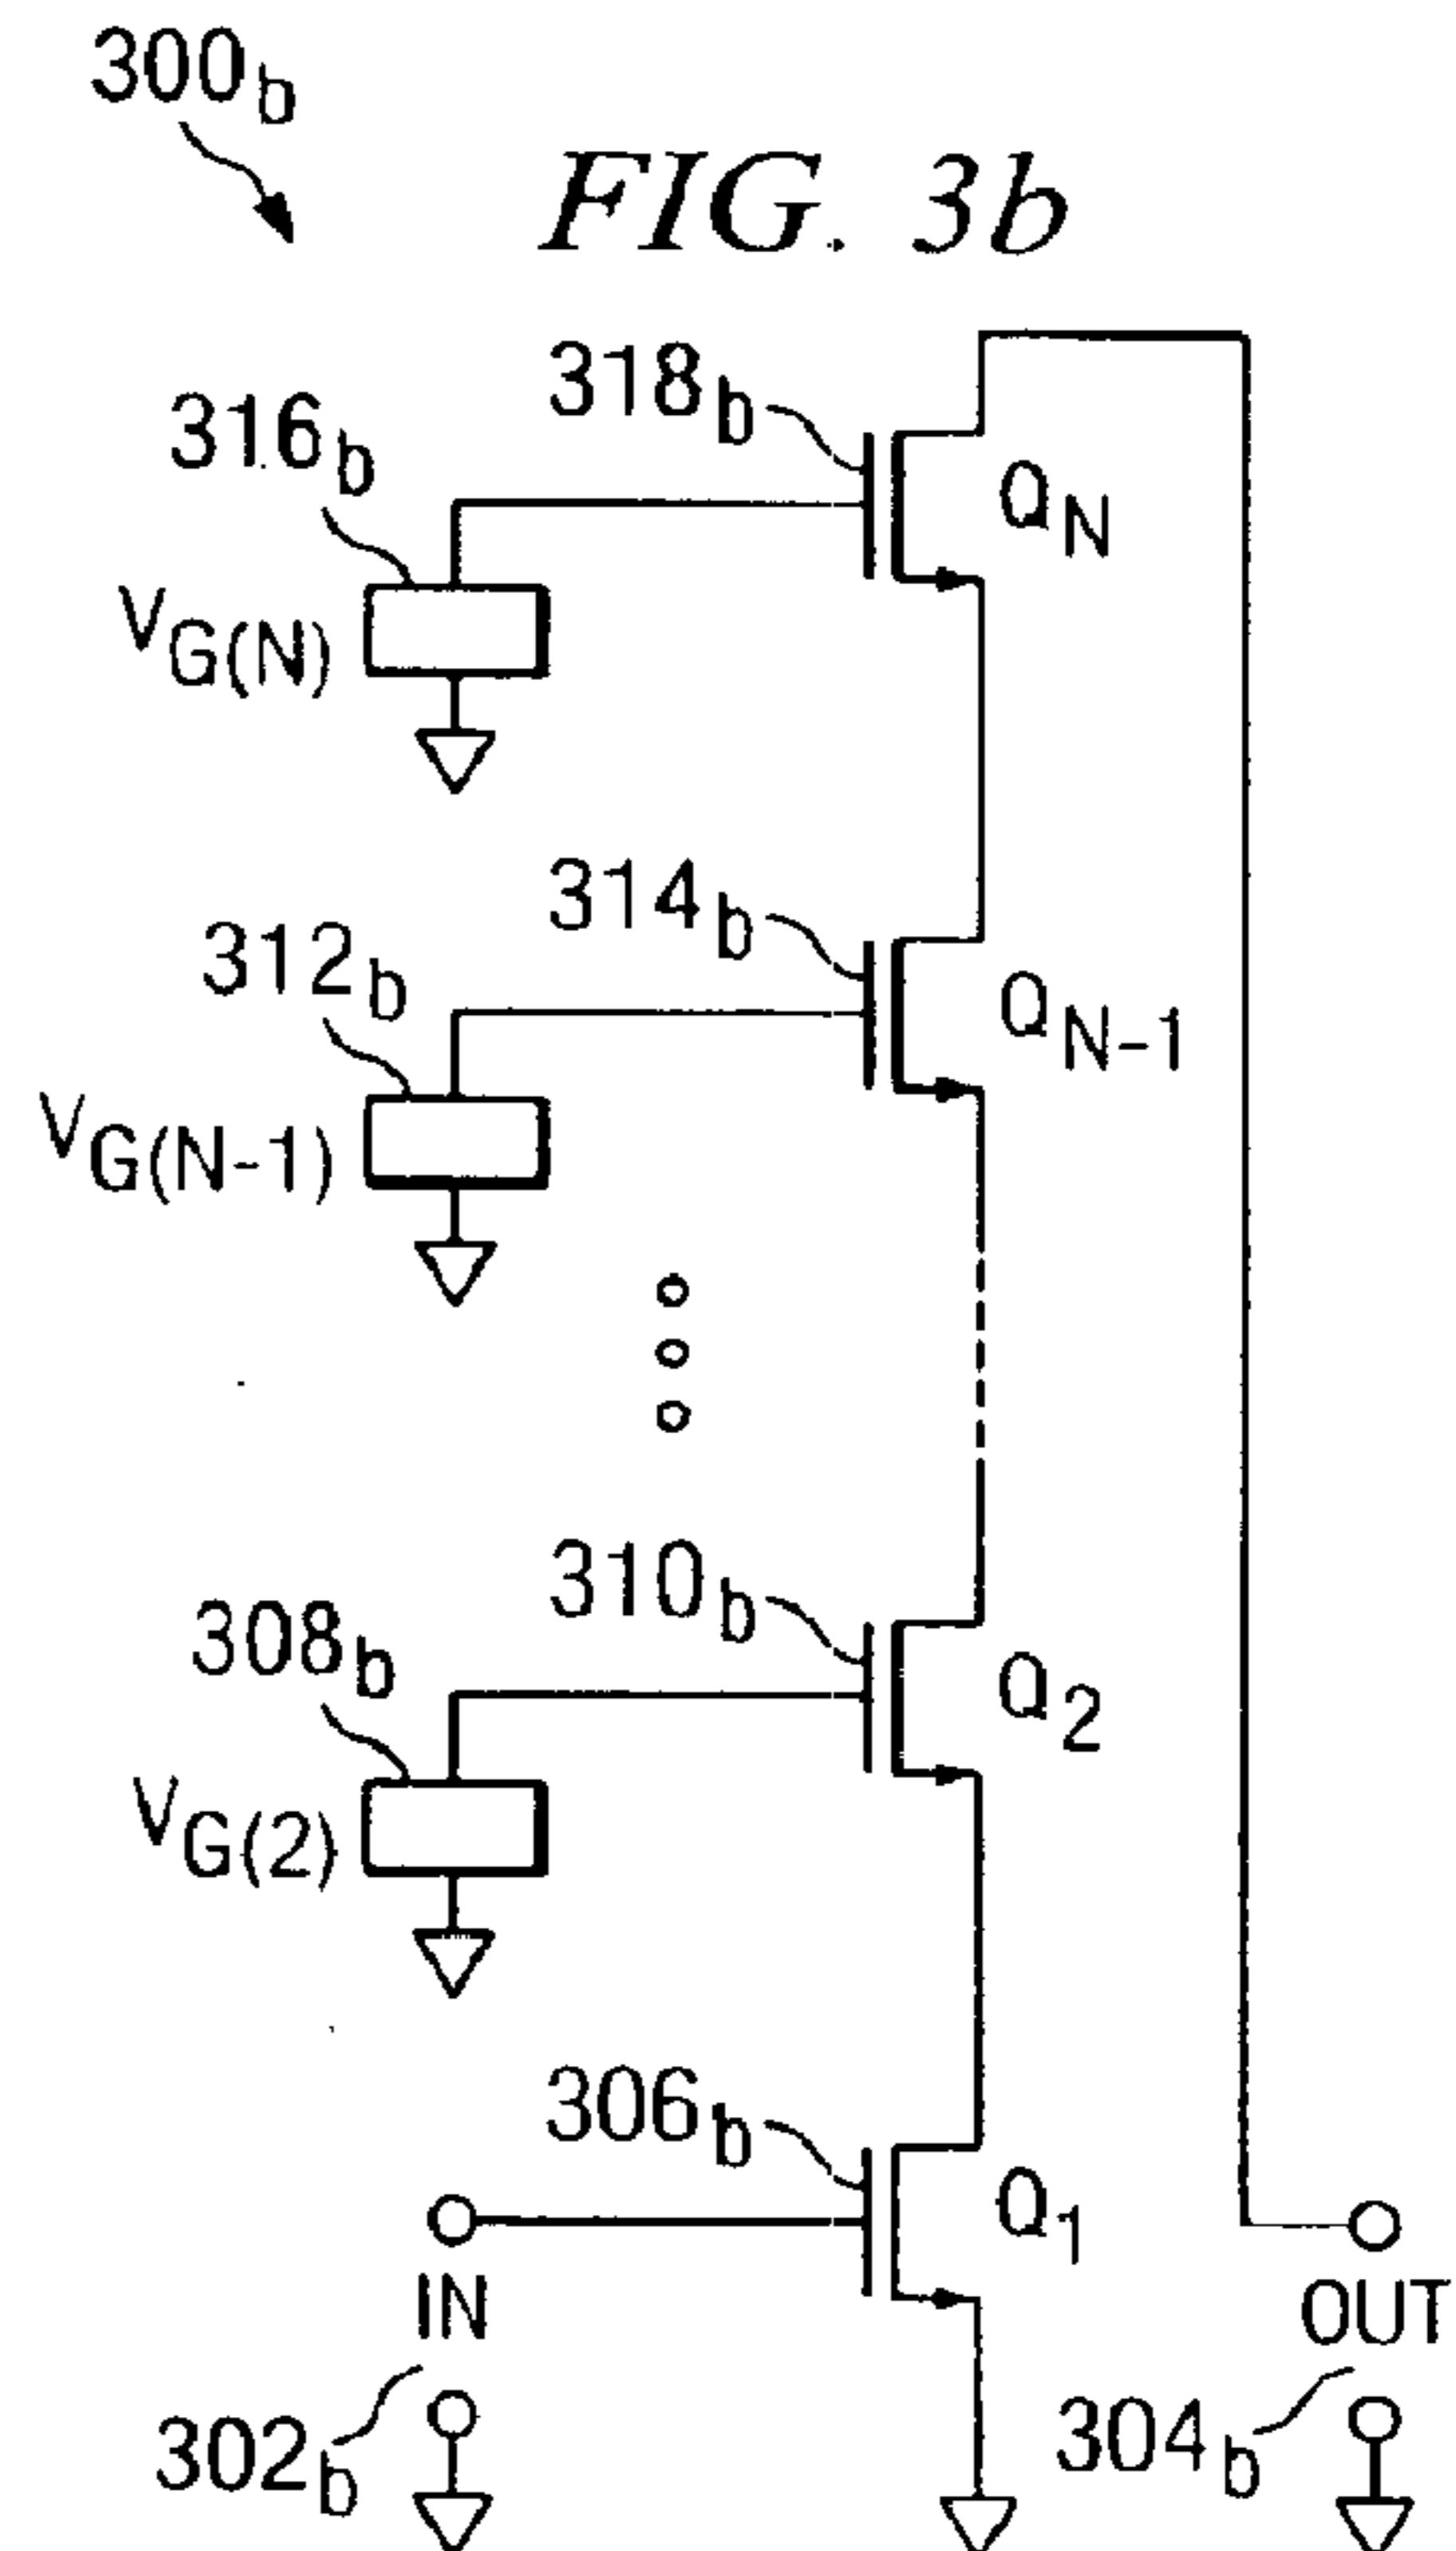 300b
FIG. 3b
318b
316b
QN
VG(N)
314b
312b
QN-1
VG(N-1)
310b
308b
Q2
VG(2)
306b
Q1
IN
OUT
302b
304b